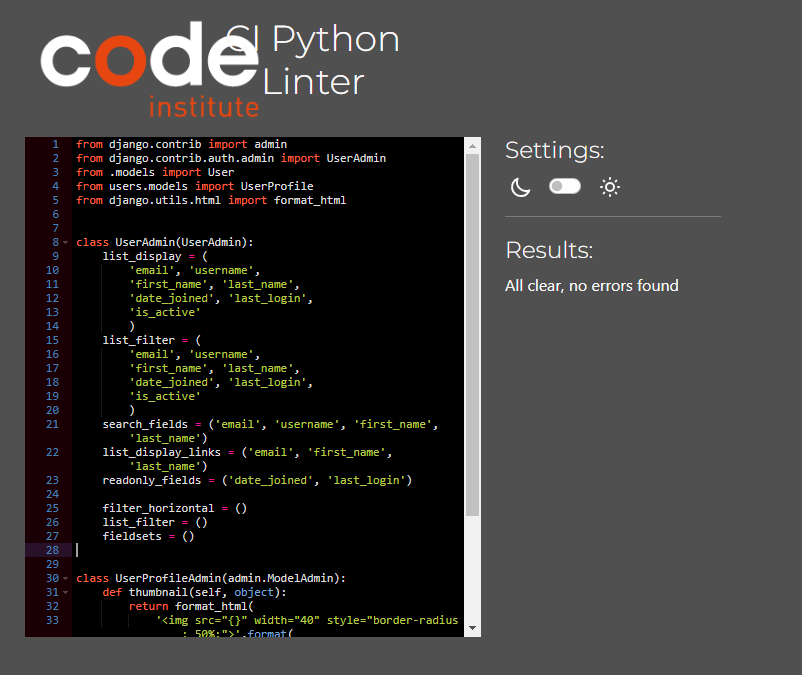 code
institute
CI Python
Linter
1 from django.contrib import admin
2 from django.contrib.auth.admin import UserAdmin
3 from .models import User
4 from users.models import UserProfile
5 from django.utils.html import format_html
6
7
8 class UserAdmin(UserAdmin):
9 list_display = (
10 'email', 'username',
11 'first_name', 'last_name',
12 'date_joined', 'last_login',
13 'is_active'
14 )
15 list_filter = (
16 'email', 'username',
17 'first_name', 'last_name',
18 'date_joined', 'last_login',
19 'is_active'
20 )
21 search_fields = ('email', 'username', 'first_name',
'last_name')
22 list_display_links = ('email', 'first_name',
'last_name')
23 readonly_fields = ('date_joined', 'last_login')
24
25 filter_horizontal = ()
26 list_filter = ()
27 fieldsets = ()
28
29
30 class UserProfileAdmin(admin.ModelAdmin):
31 def thumbnail(self, object):
32 return format_html(
33 '<img src="{}" width="40" style="border-radius
: 50%;">'.format(
Settings:
Results:
All clear, no errors found